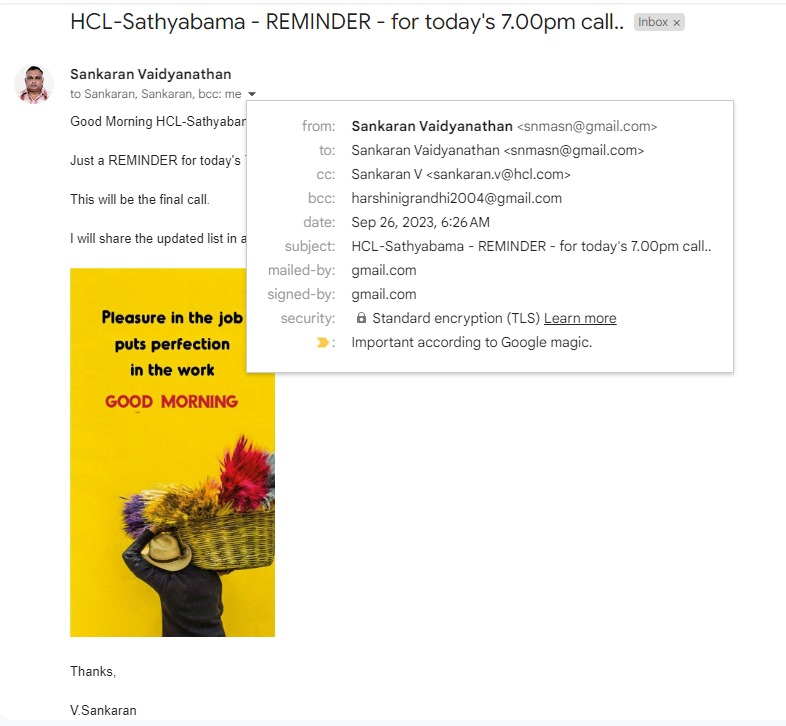 HCL-Sathyabama - REMINDER - for today's 7.00pm call.. Inbox ×
Sankaran Vaidyanathan
to Sankaran, Sankaran, bcc: me
Good Morning HCL-Sathyabar
Just a REMINDER for today's
This will be the final call.
I will share the updated list in a
from: Sankaran Vaidyanathan <snmasn@gmail.com>
to: Sankaran Vaidyanathan <snmasn@gmail.com>
cc: Sankaran V <sankaran.v@hcl.com>
bcc: harshinigrandhi2004@gmail.com
date: Sep 26, 2023, 6:26 AM
subject: HCL-Sathyabama - REMINDER - for today's 7.00pm call..
mailed-by: gmail.com
signed-by: gmail.com
security: Standard encryption (TLS) Learn more
: Important according to Google magic.
Pleasure in the job
puts perfection
in the work
GOOD MORNING
Thanks,
V.Sankaran